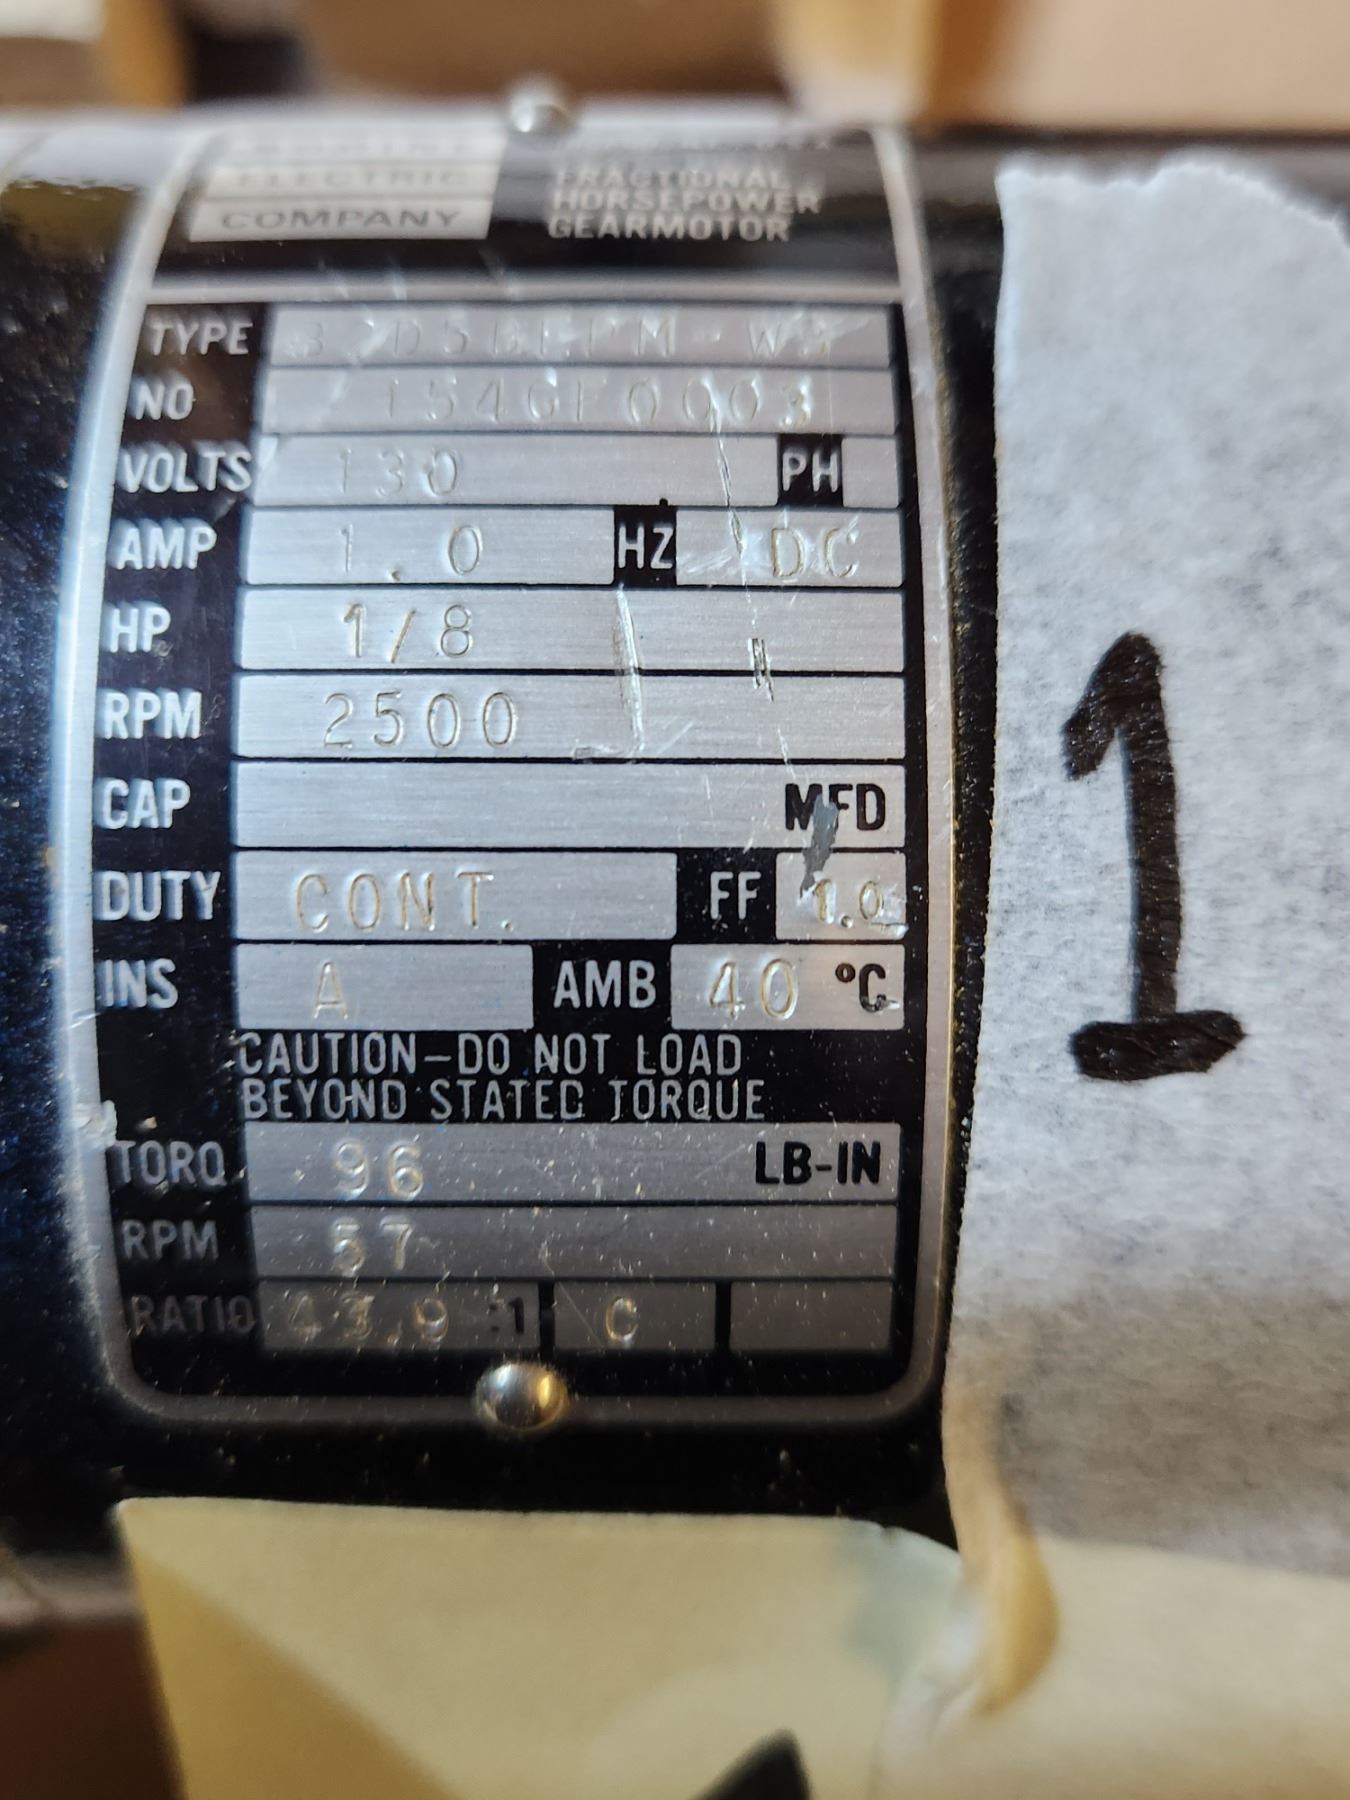 ELECTRIC
COMPANY
FRACTIONAL
HORSEPOWER
GEARMOTOR
TYPE
NO 154GF0003
VOLTS 130 PH
AMP 1.0 HZ DC
HP 1/8
RPM 2500
CAP MFD
DUTY CONT. FF 1.0
INS A AMB 40 °C
CAUTION-DO NOT LOAD
BEYOND STATED TORQUE
TORQ. 96 LB-IN
RPM 57
RATIO 43.9 :1 C
1